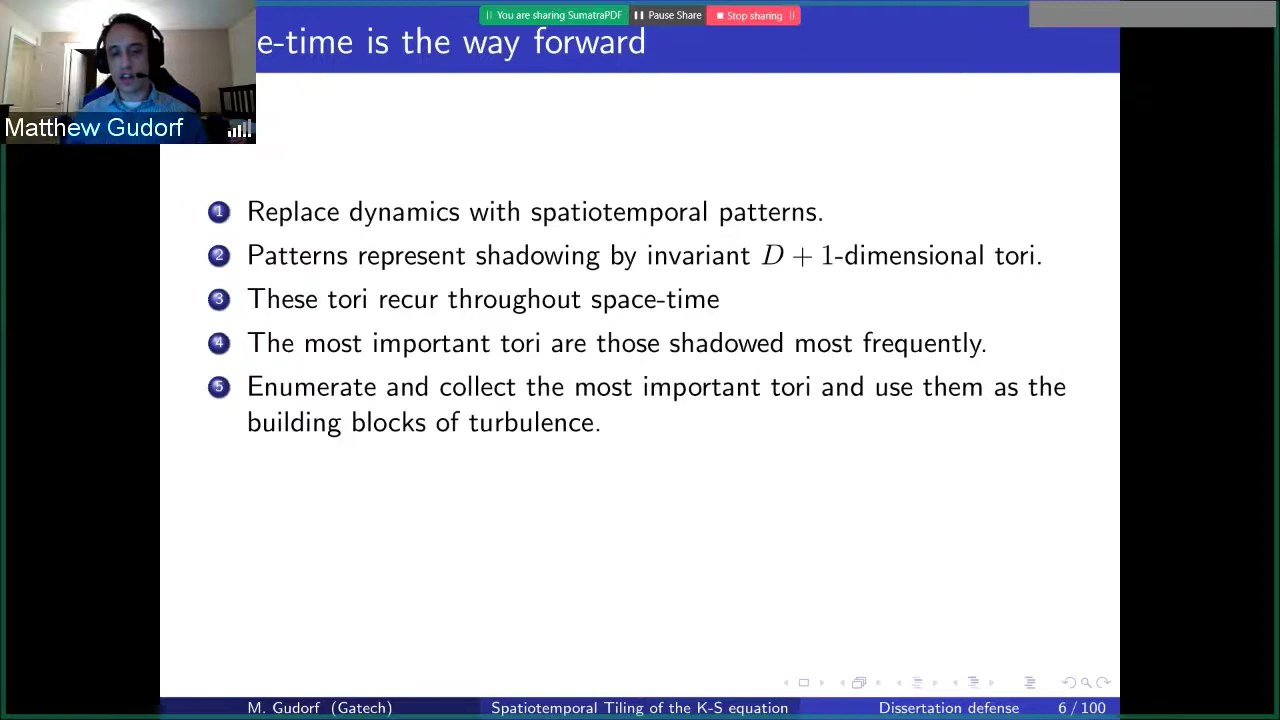 You are sharing SumatraPDF
Pause Share
Stop sharing
e-time is the way forward
Matthew Gudorf
1 Replace dynamics with spatiotemporal patterns.
2 Patterns represent shadowing by invariant D + 1-dimensional tori.
3 These tori recur throughout space-time
4 The most important tori are those shadowed most frequently.
5 Enumerate and collect the most important tori and use them as the
building blocks of turbulence.
M. Gudorf (Gatech) Spatiotemporal Tiling of the K-S equation Dissertation defense 6 / 100